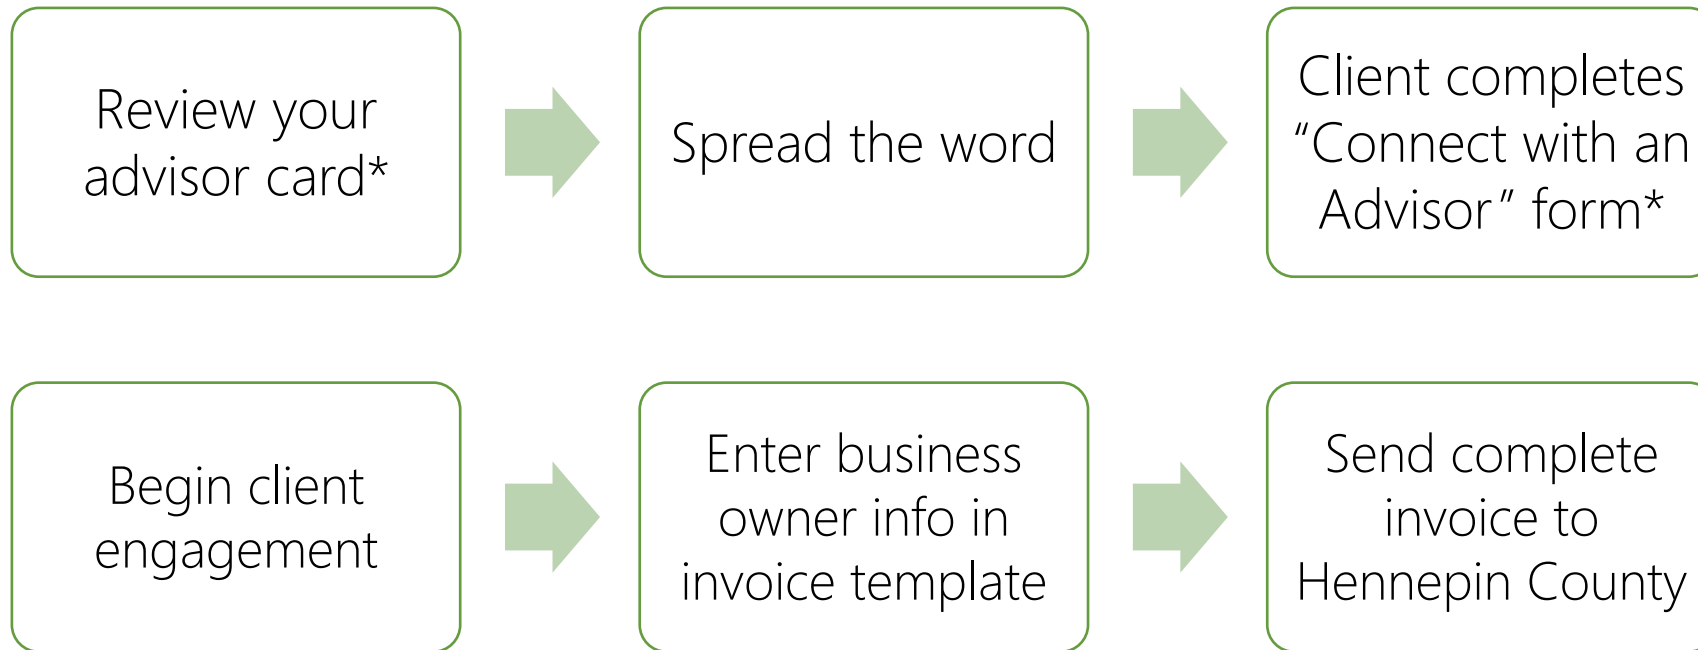 Review your
advisor card*
Spread the word
Client completes
“Connect with an
Advisor” form*
Begin client
engagement
Enter business
owner info in
invoice template
Send complete
invoice to
Hennepin County